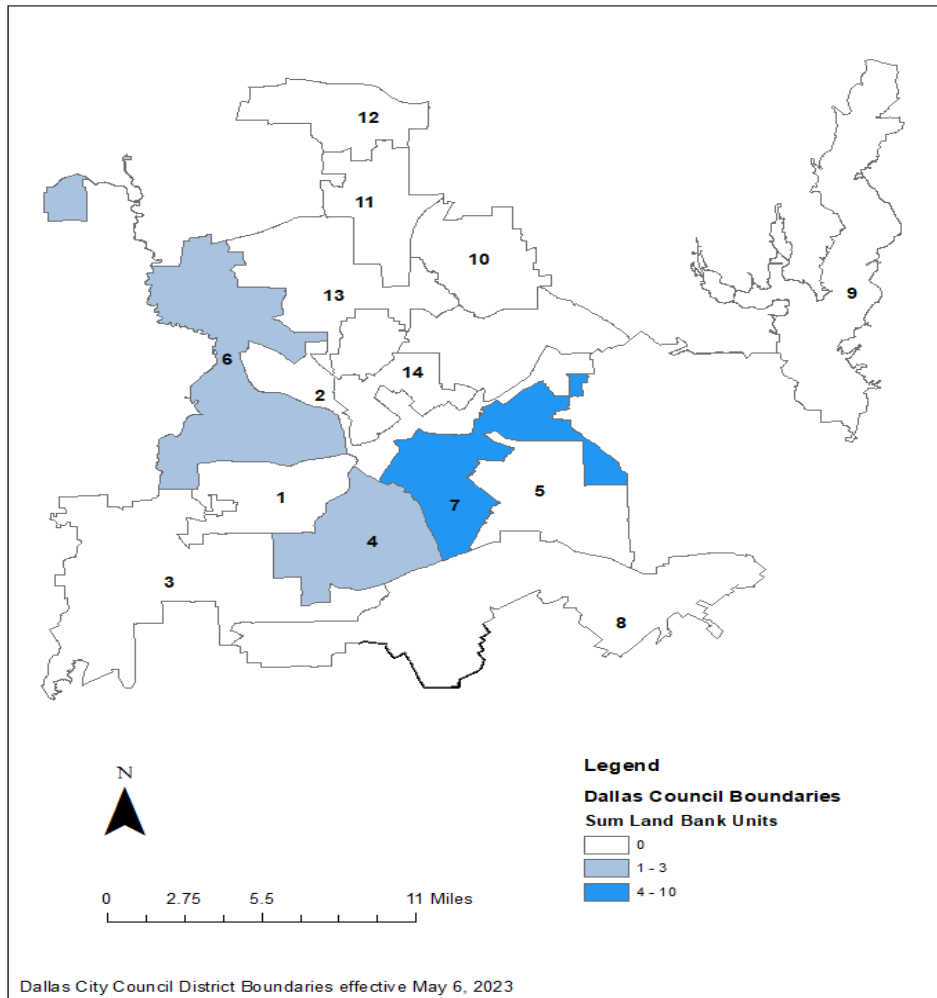 12
11
10
13
9
6
14
2
1
5
7
4
3
8
N
Legend
Dallas Council Boundaries
Sum Land Bank Units
0
1 - 3
4 - 10
0 2.75 5.5 11 Miles
Dallas City Council District Boundaries effective May 6, 2023